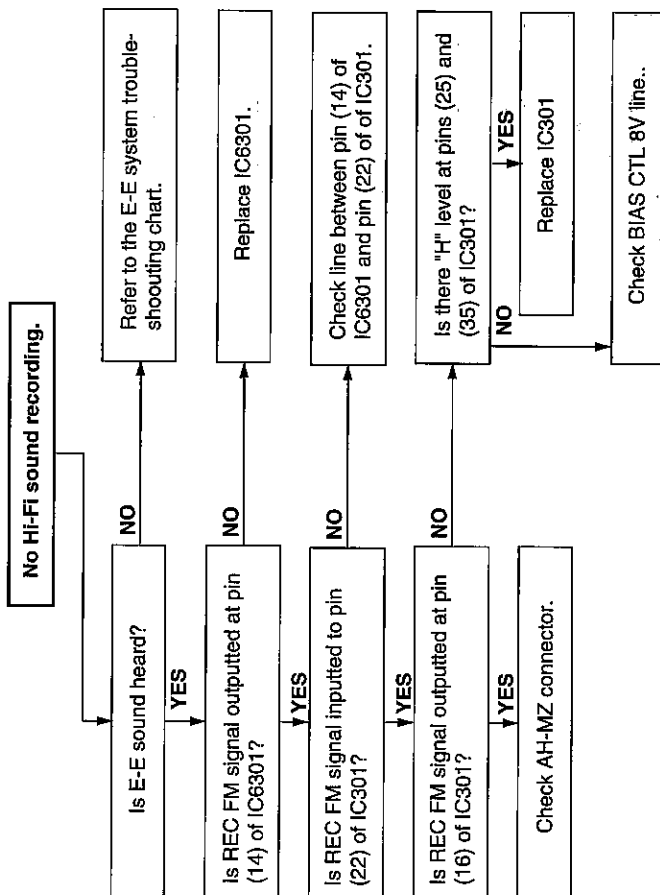 No Hi-Fi sound recording.
Is E-E sound heard?
NO
Refer to the E-E system trouble-
shoouting chart.
YES
Is REC FM signal outputted at pin
(14) of IC6301?
NO
Replace IC6301.
YES
Is REC FM signal inputted to pin
(22) of IC301?
NO
Check line between pin (14) of
IC6301 and pin (22) of of IC301.
YES
Is REC FM signal outputted at pin
(16) of IC301?
NO
Is there "H" level at pins (25) and
(35) of IC301?
YES
Check AH-MZ connector.
NO
YES
Replace IC301
Check BIAS CTL 8V line..